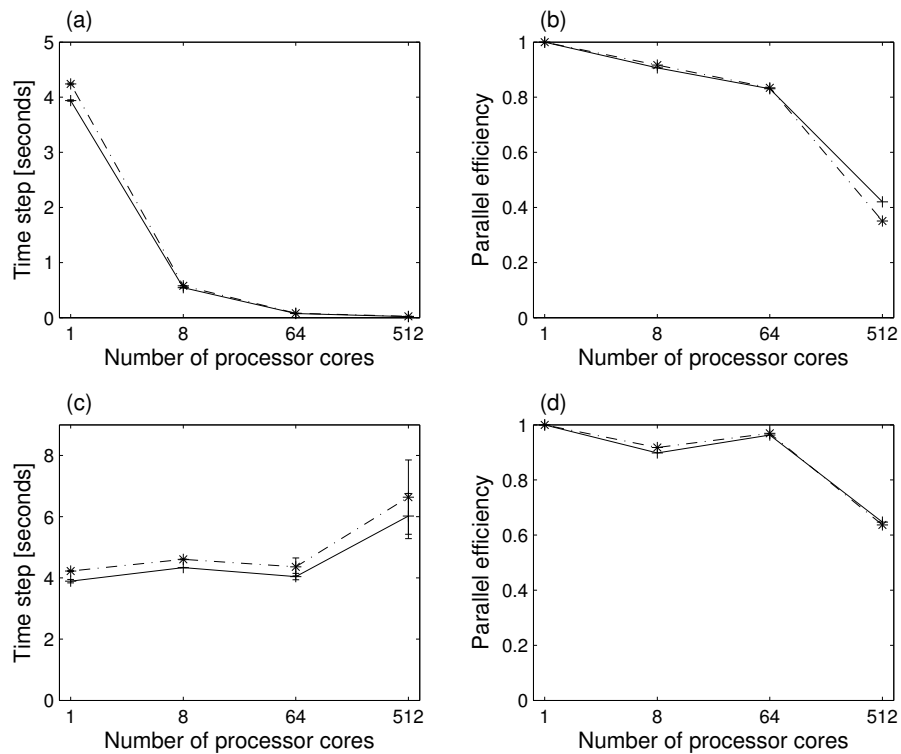 (a)
5
4
3
2
1
0
Time step [seconds]
1 8 64 512
Number of processor cores
(b)
1
0.8
0.6
0.4
0.2
0
Parallel efficiency
1 8 64 512
Number of processor cores
(c)
8
6
4
2
0
Time step [seconds]
1 8 64 512
Number of processor cores
(d)
1
0.8
0.6
0.4
0.2
0
Parallel efficiency
1 8 64 512
Number of processor cores